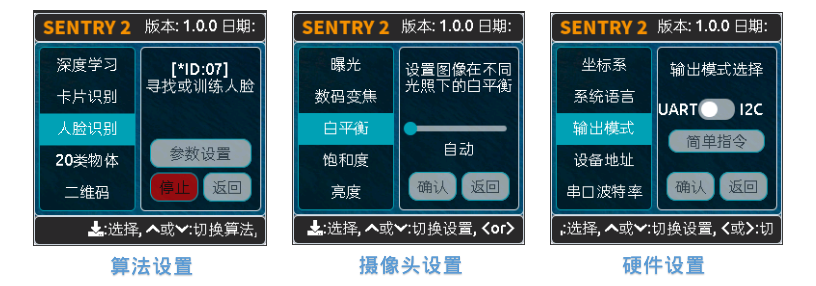 SENTRY 2 版本: 1.0.0 日期:
深度学习
卡片识别
人脸识别
20类物体
二维码
[*ID:07]
寻找或训练人脸
参数设置
停止 返回
:选择, 或 :切换算法,
算法设置
SENTRY 2 版本: 1.0.0 日期:
曝光
数码变焦
白平衡
饱和度
亮度
设置图像在不同
光照下的白平衡
自动
确认 返回
:选择, 或 :切换设置, <or>
摄像头设置
SENTRY 2 版本: 1.0.0 日期:
坐标系
系统语言
输出模式
设备地址
串口波特率
输出模式选择
UART I2C
简单指令
确认 返回
:选择, 或 :切换设置, <或>:切
硬件设置